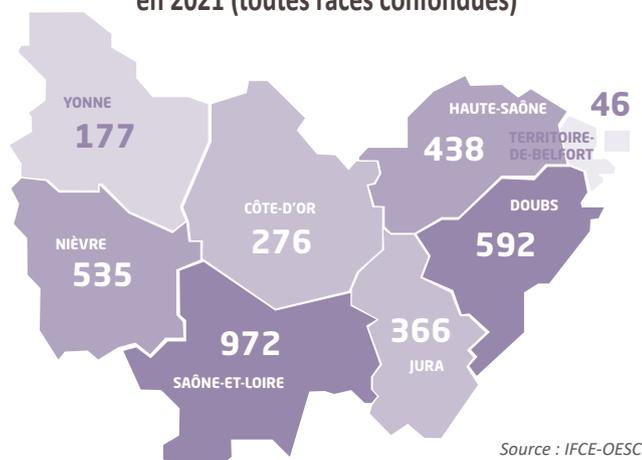 en 2021 (toutes races confondues)
YONNE
177
HAUTE-SAÔNE
438
46
TERRITOIRE-
DE-BELFORT
CÔTE-D'OR
276
DOUBS
592
NIÈVRE
535
972
SAÔNE-ET-LOIRE
366
JURA
Source : IFCE-OESC